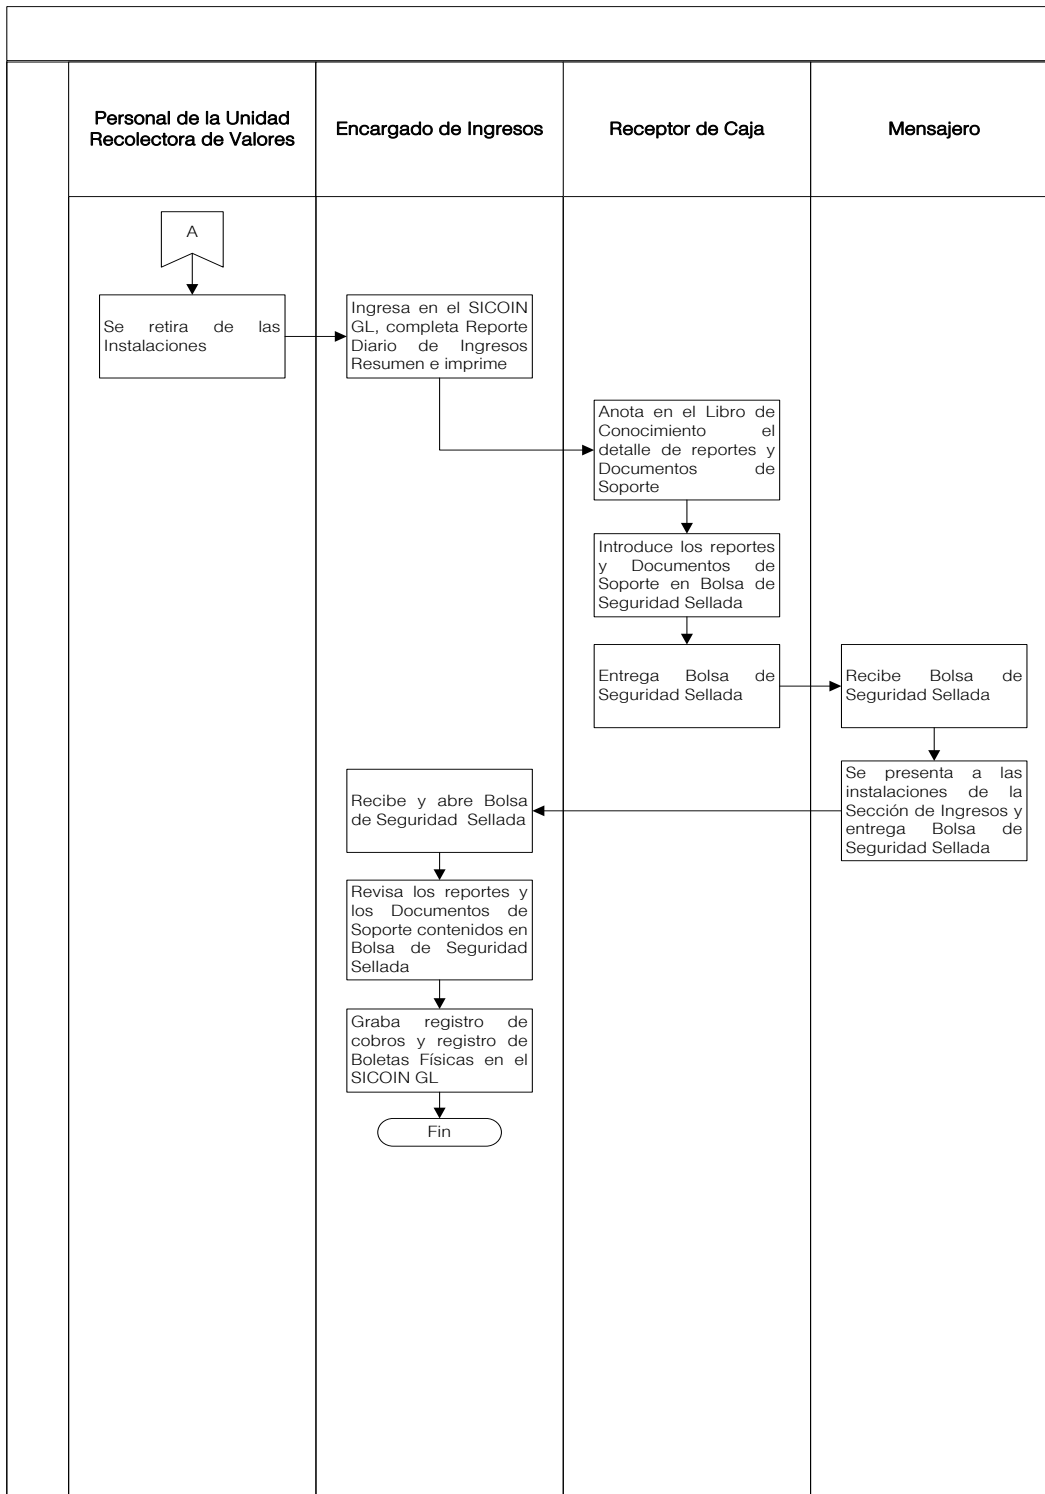 Personal de la Unidad
Recolectora de Valores
Encargado de Ingresos
Receptor de Caja
Mensajero
A
Se retira de las
Instalaciones
Ingresa en el SICOIN
GL, completa Reporte
Diario de Ingresos
Resumen e imprime
Anota en el Libro de
Conocimiento el
detalle de reportes y
Documentos de
Soporte
Introduce los reportes
y Documentos de
Soporte en Bolsa de
Seguridad Sellada
Entrega Bolsa de
Seguridad Sellada
Recibe Bolsa de
Seguridad Sellada
Se presenta a las
instalaciones de la
Sección de Ingresos y
entrega Bolsa de
Seguridad Sellada
Recibe y abre Bolsa
de Seguridad Sellada
Revisa los reportes y
los Documentos de
Soporte contenidos en
Bolsa de Seguridad
Sellada
Graba registro de
cobros y registro de
Boletas Físicas en el
SICOIN GL
Fin